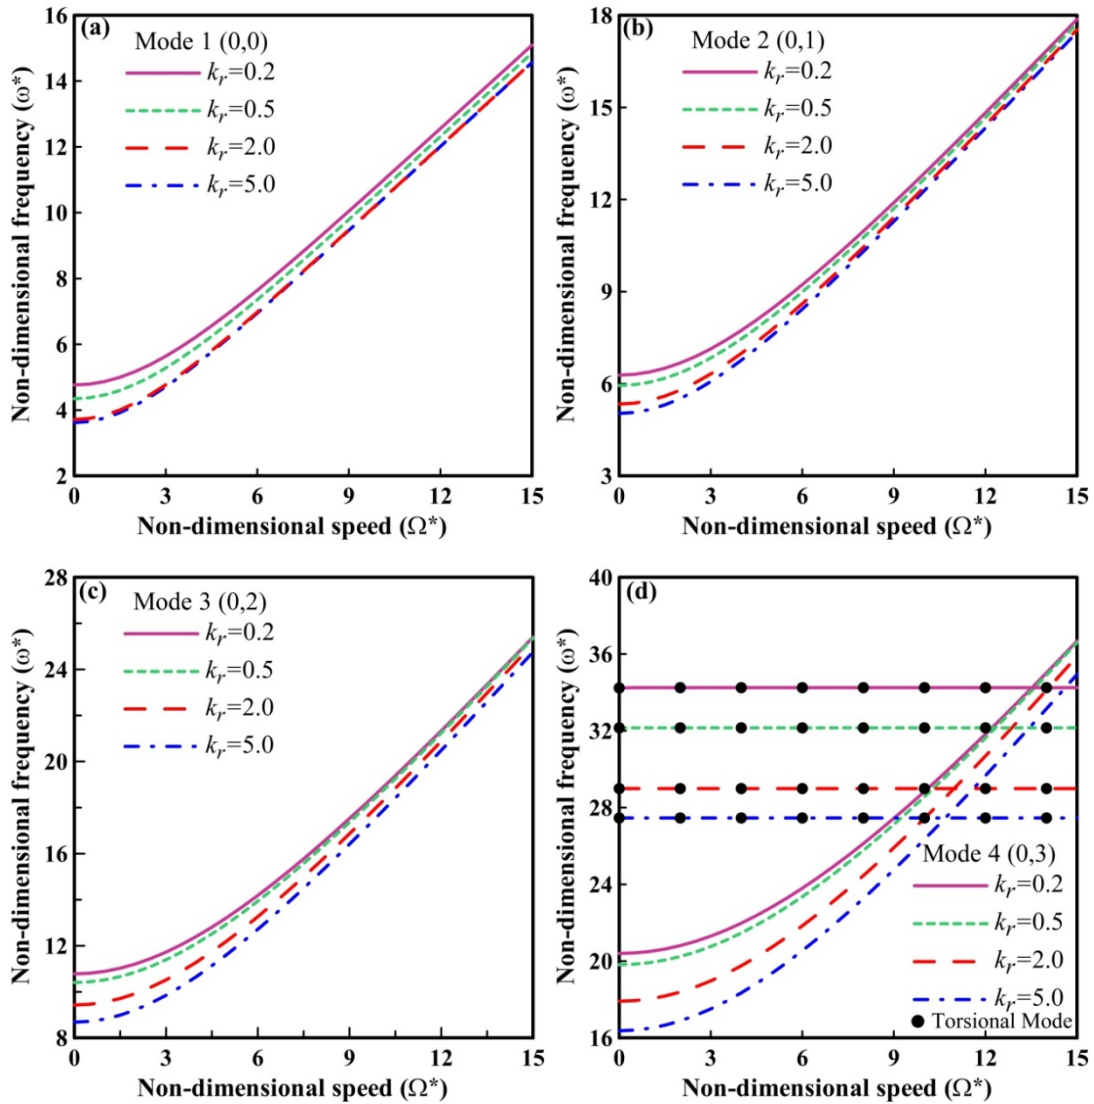 (a)
Mode 1 (0,0)
kᵣ=0.2
kᵣ=0.5
kᵣ=2.0
kᵣ=5.0
16
14
12
10
8
6
4
2
0 3 6 9 12 15
Non-dimensional frequency (ω*)
Non-dimensional speed (Ω*)
(b)
Mode 2 (0,1)
kᵣ=0.2
kᵣ=0.5
kᵣ=2.0
kᵣ=5.0
18
15
12
9
6
3
0 3 6 9 12 15
Non-dimensional frequency (ω*)
Non-dimensional speed (Ω*)
(c)
Mode 3 (0,2)
kᵣ=0.2
kᵣ=0.5
kᵣ=2.0
kᵣ=5.0
28
24
20
16
12
8
0 3 6 9 12 15
Non-dimensional frequency (ω*)
Non-dimensional speed (Ω*)
(d)
40
36
32
28
24
20
16
Mode 4 (0,3)
kᵣ=0.2
kᵣ=0.5
kᵣ=2.0
kᵣ=5.0
Torsional Mode
0 3 6 9 12 15
Non-dimensional frequency (ω*)
Non-dimensional speed (Ω*)